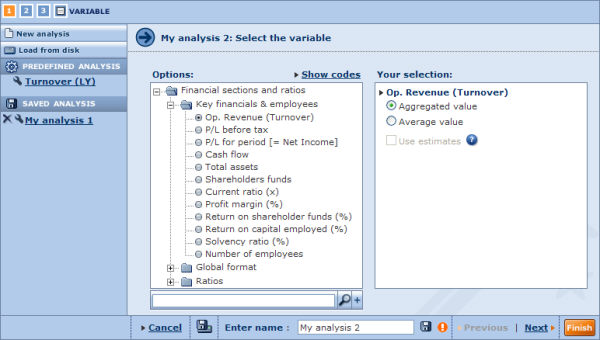 1 2 3 VARIABLE
New analysis
Load from disk
PREDEFINED ANALYSIS
Turnover (LY)
SAVED ANALYSIS
My analysis 1
My analysis 2: Select the variable
Options: Show codes
Financial sections and ratios
Key financials & employees
Op. Revenue (Turnover)
P/L before tax
P/L for period [= Net Income]
Cash flow
Total assets
Shareholders funds
Current ratio (x)
Profit margin (%)
Return on shareholder funds (%)
Return on capital employed (%)
Solvency ratio (%)
Number of employees
Global format
Ratios
Your selection:
Op. Revenue (Turnover)
Aggregated value
Average value
Use estimates ?
Cancel Enter name : My analysis 2 Previous | Next Finish